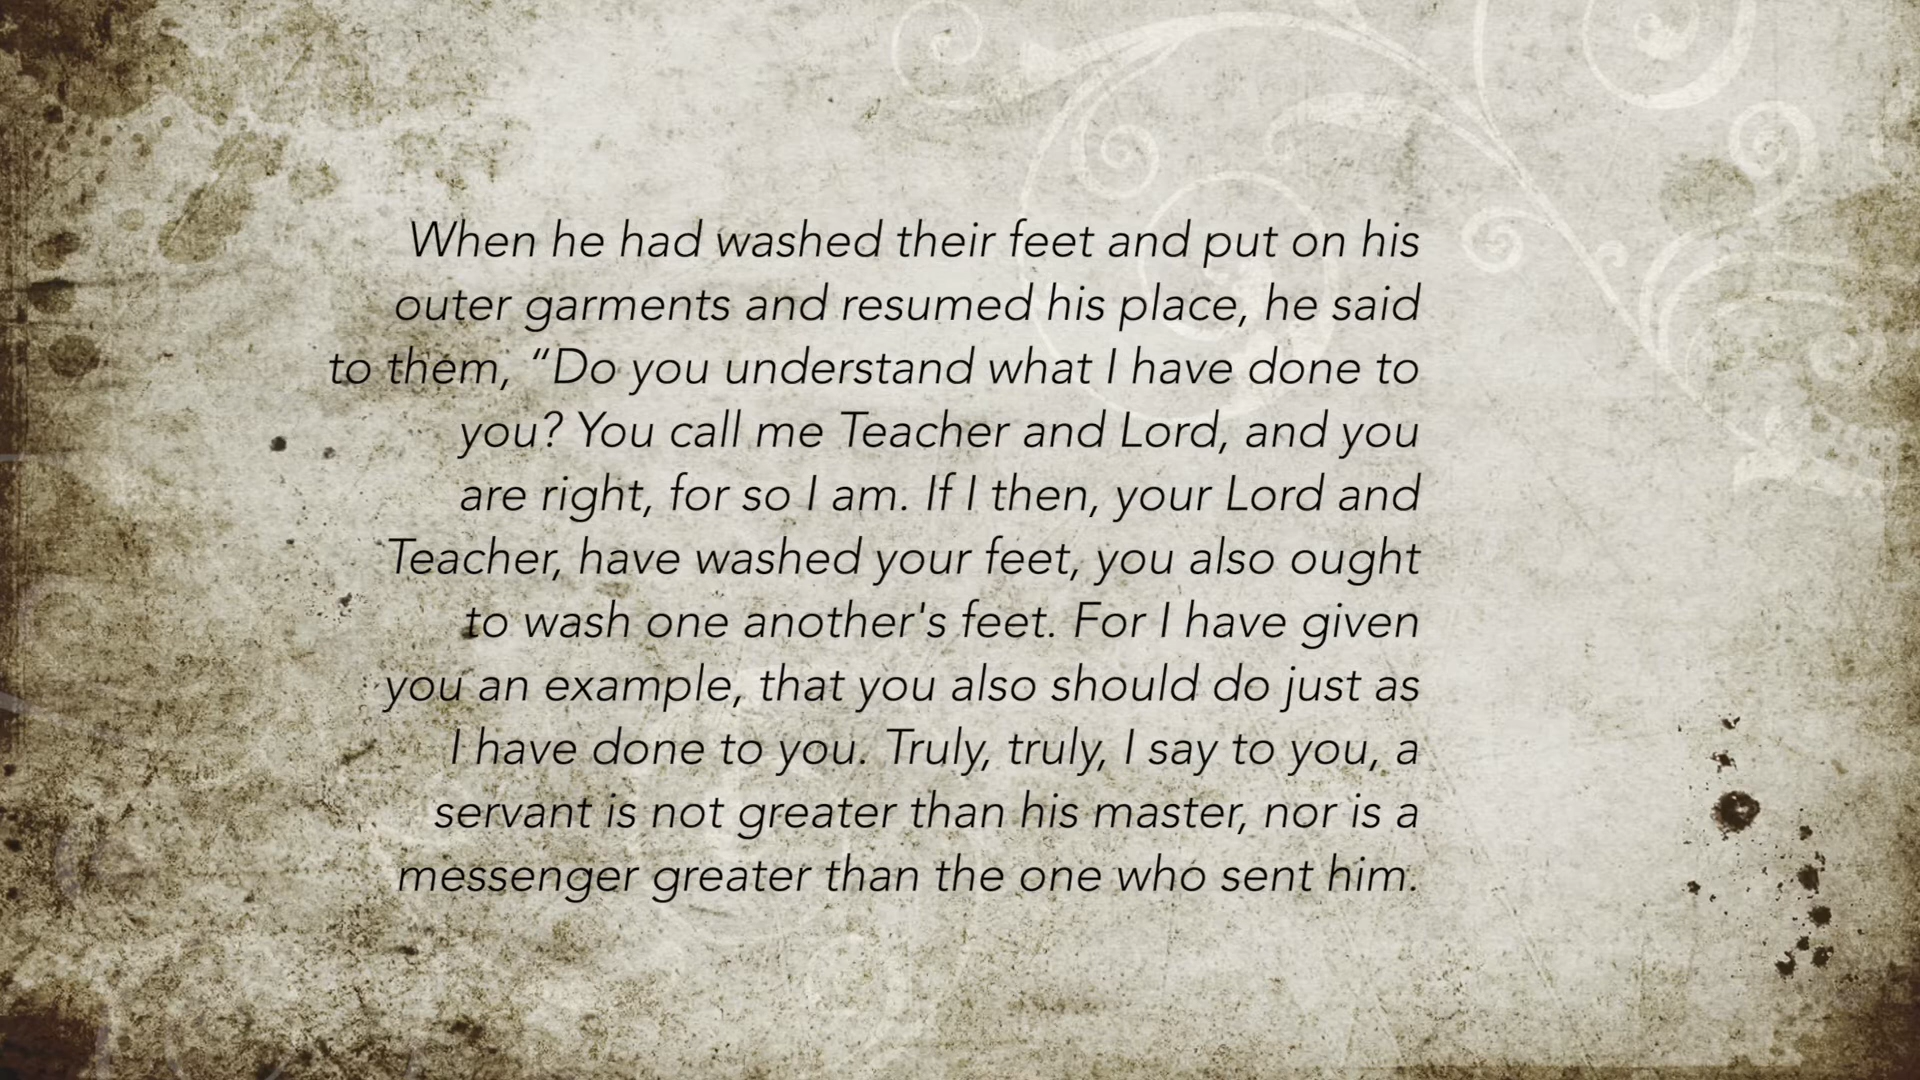 When he had washed their feet and put on his
outer garments and resumed his place, he said
to them, “Do you understand what I have done to
you? You call me Teacher and Lord, and you
are right, for so I am. If I then, your Lord and
Teacher, have washed your feet, you also ought
to wash one another's feet. For I have given
you an example, that you also should do just as
I have done to you. Truly, truly, I say to you, a
servant is not greater than his master, nor is a
messenger greater than the one who sent him.